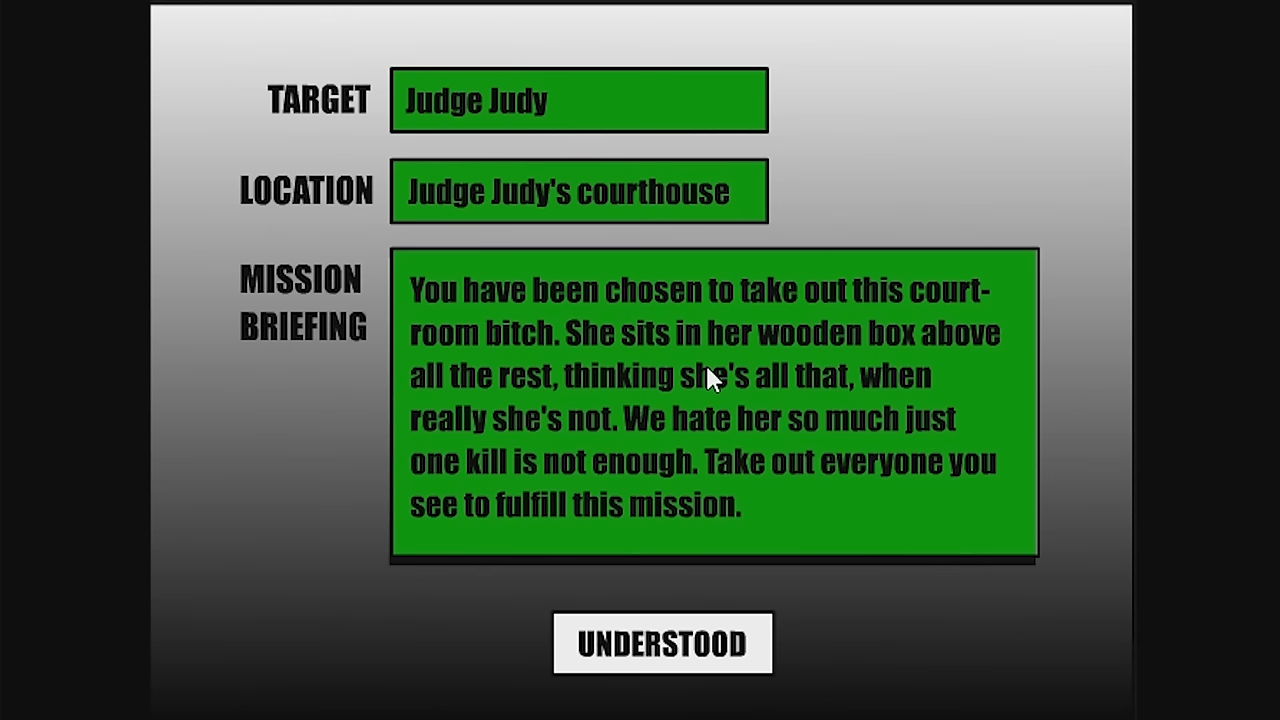 TARGET
Judge Judy
LOCATION
Judge Judy's courthouse
MISSION
BRIEFING
You have been chosen to take out this court-
room bitch. She sits in her wooden box above
all the rest, thinking she's all that, when
really she's not. We hate her so much just
one kill is not enough. Take out everyone you
see to fulfill this mission.
UNDERSTOOD